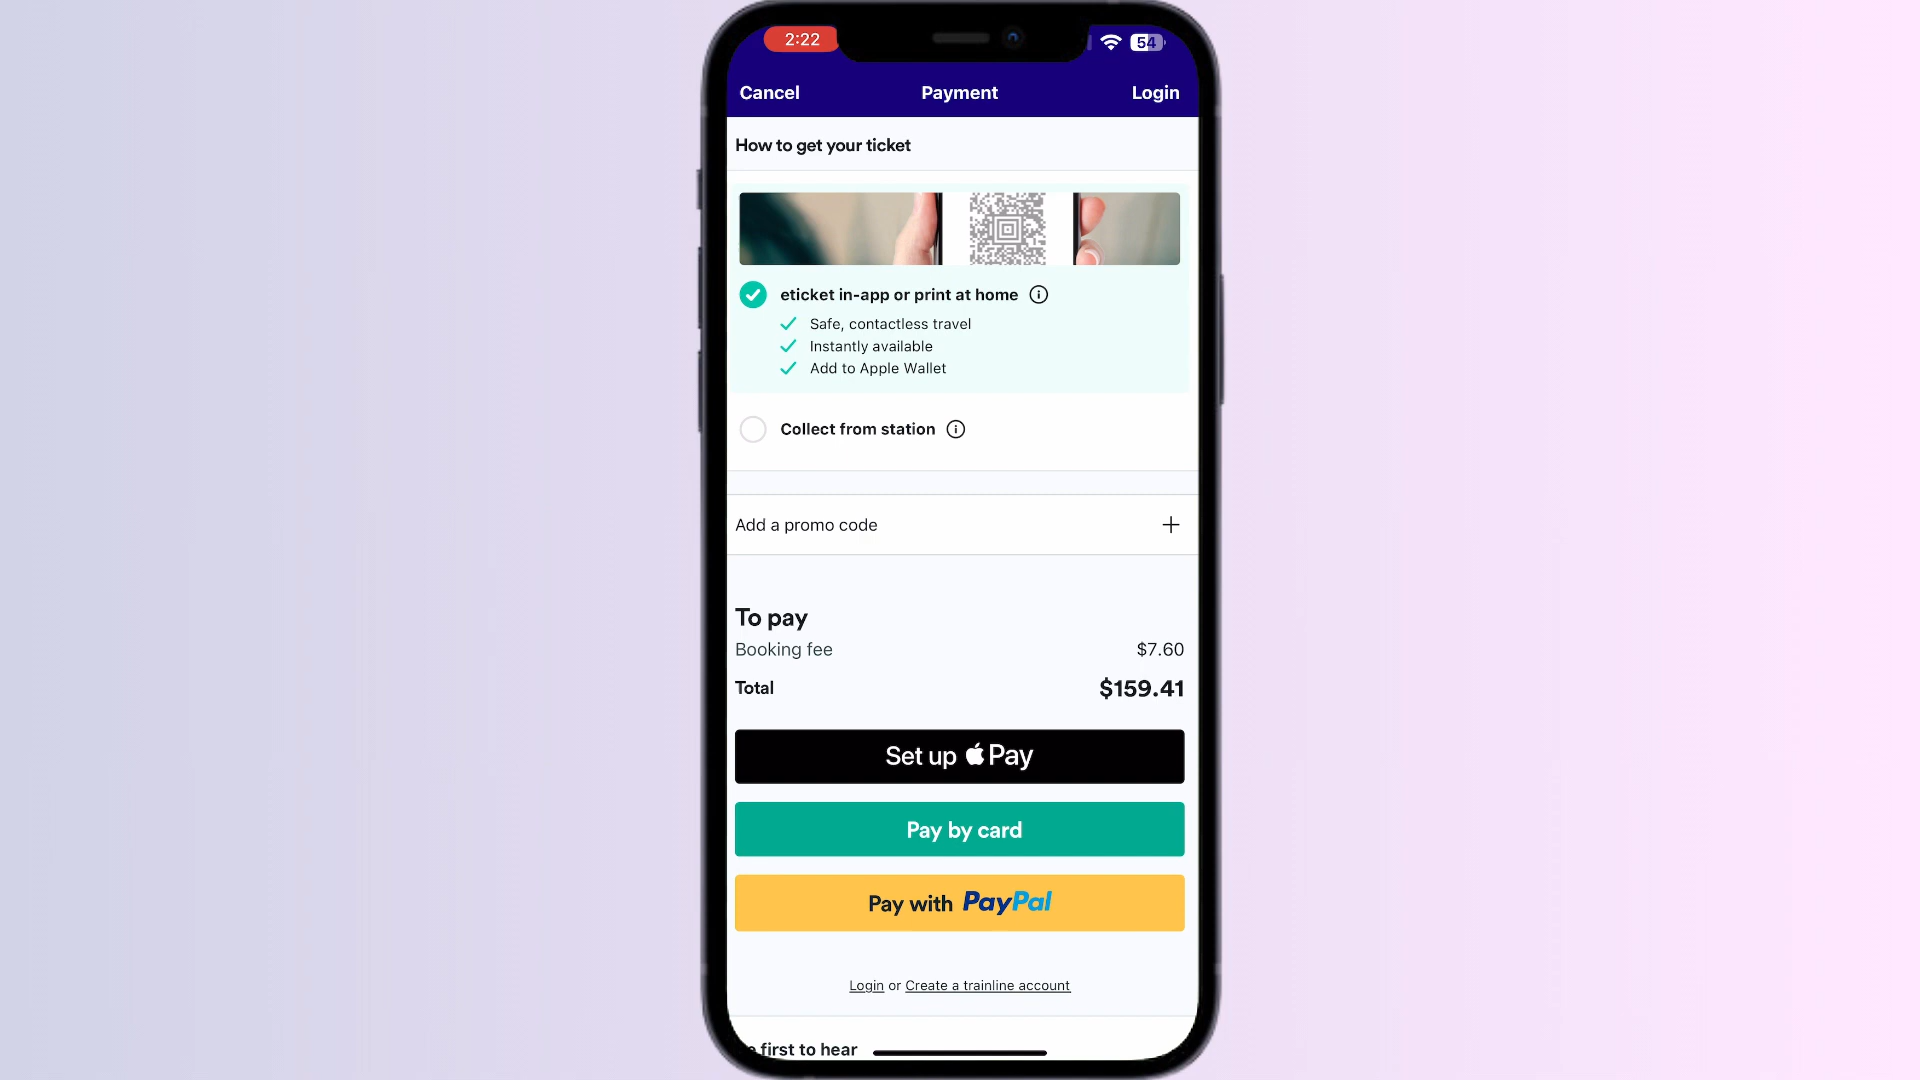 2:22
54
Cancel
Payment
Login
How to get your ticket
eticket in-app or print at home
Safe, contactless travel
Instantly available
Add to Apple Wallet
Collect from station
Add a promo code
To pay
Booking fee $7.60
Total $159.41
Set up Pay
Pay by card
Pay with PayPal
Login or Create a trainline account
first to hear